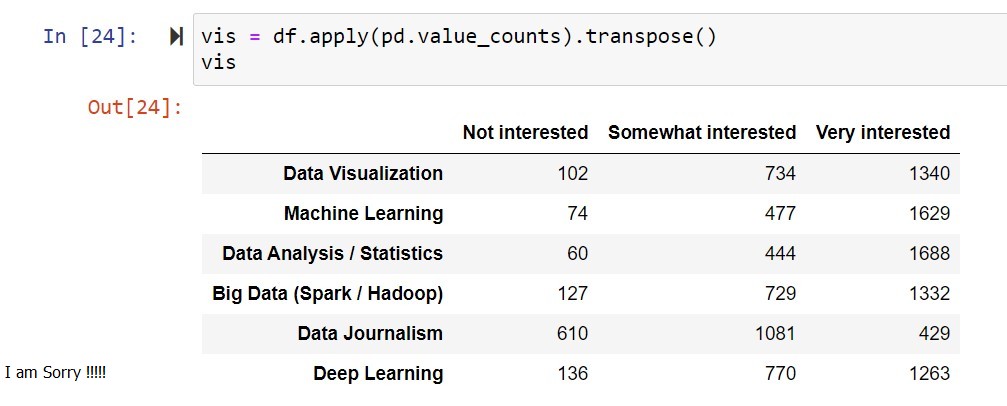 In [24]: vis = df.apply(pd.value_counts).transpose()
vis
Out[24]:
Not interested Somewhat interested Very interested
Data Visualization 102 734 1340
Machine Learning 74 477 1629
Data Analysis / Statistics 60 444 1688
Big Data (Spark / Hadoop) 127 729 1332
Data Journalism 610 1081 429
I am Sorry !!!!! Deep Learning 136 770 1263